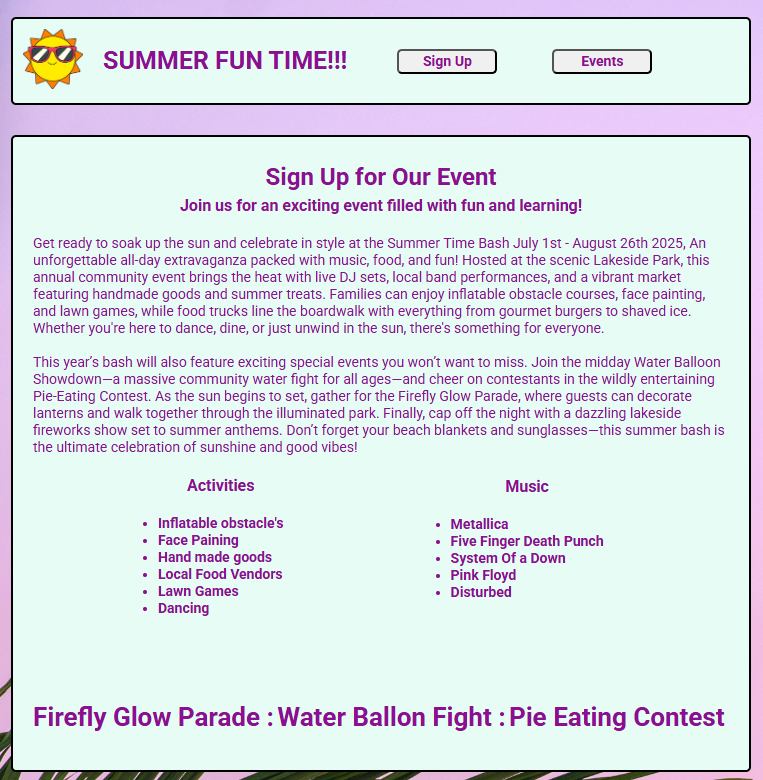 SUMMER FUN TIME!!!
Sign Up
Events
Sign Up for Our Event
Join us for an exciting event filled with fun and learning!
Get ready to soak up the sun and celebrate in style at the Summer Time Bash July 1st - August 26th 2025, An
unforgettable all-day extravaganza packed with music, food, and fun! Hosted at the scenic Lakeside Park, this
annual community event brings the heat with live DJ sets, local band performances, and a vibrant market
featuring handmade goods and summer treats. Families can enjoy inflatable obstacle courses, face painting,
and lawn games, while food trucks line the boardwalk with everything from gourmet burgers to shaved ice.
Whether you're here to dance, dine, or just unwind in the sun, there's something for everyone.
This year’s bash will also feature exciting special events you won’t want to miss. Join the midday Water Balloon
Showdown—a massive community water fight for all ages—and cheer on contestants in the wildly entertaining
Pie-Eating Contest. As the sun begins to set, gather for the Firefly Glow Parade, where guests can decorate
lanterns and walk together through the illuminated park. Finally, cap off the night with a dazzling lakeside
fireworks show set to summer anthems. Don’t forget your beach blankets and sunglasses—this summer bash is
the ultimate celebration of sunshine and good vibes!
Activities
• Inflatable obstacle's
• Face Paining
• Hand made goods
• Local Food Vendors
• Lawn Games
• Dancing
Music
• Metallica
• Five Finger Death Punch
• System Of a Down
• Pink Floyd
• Disturbed
Firefly Glow Parade : Water Ballon Fight : Pie Eating Contest